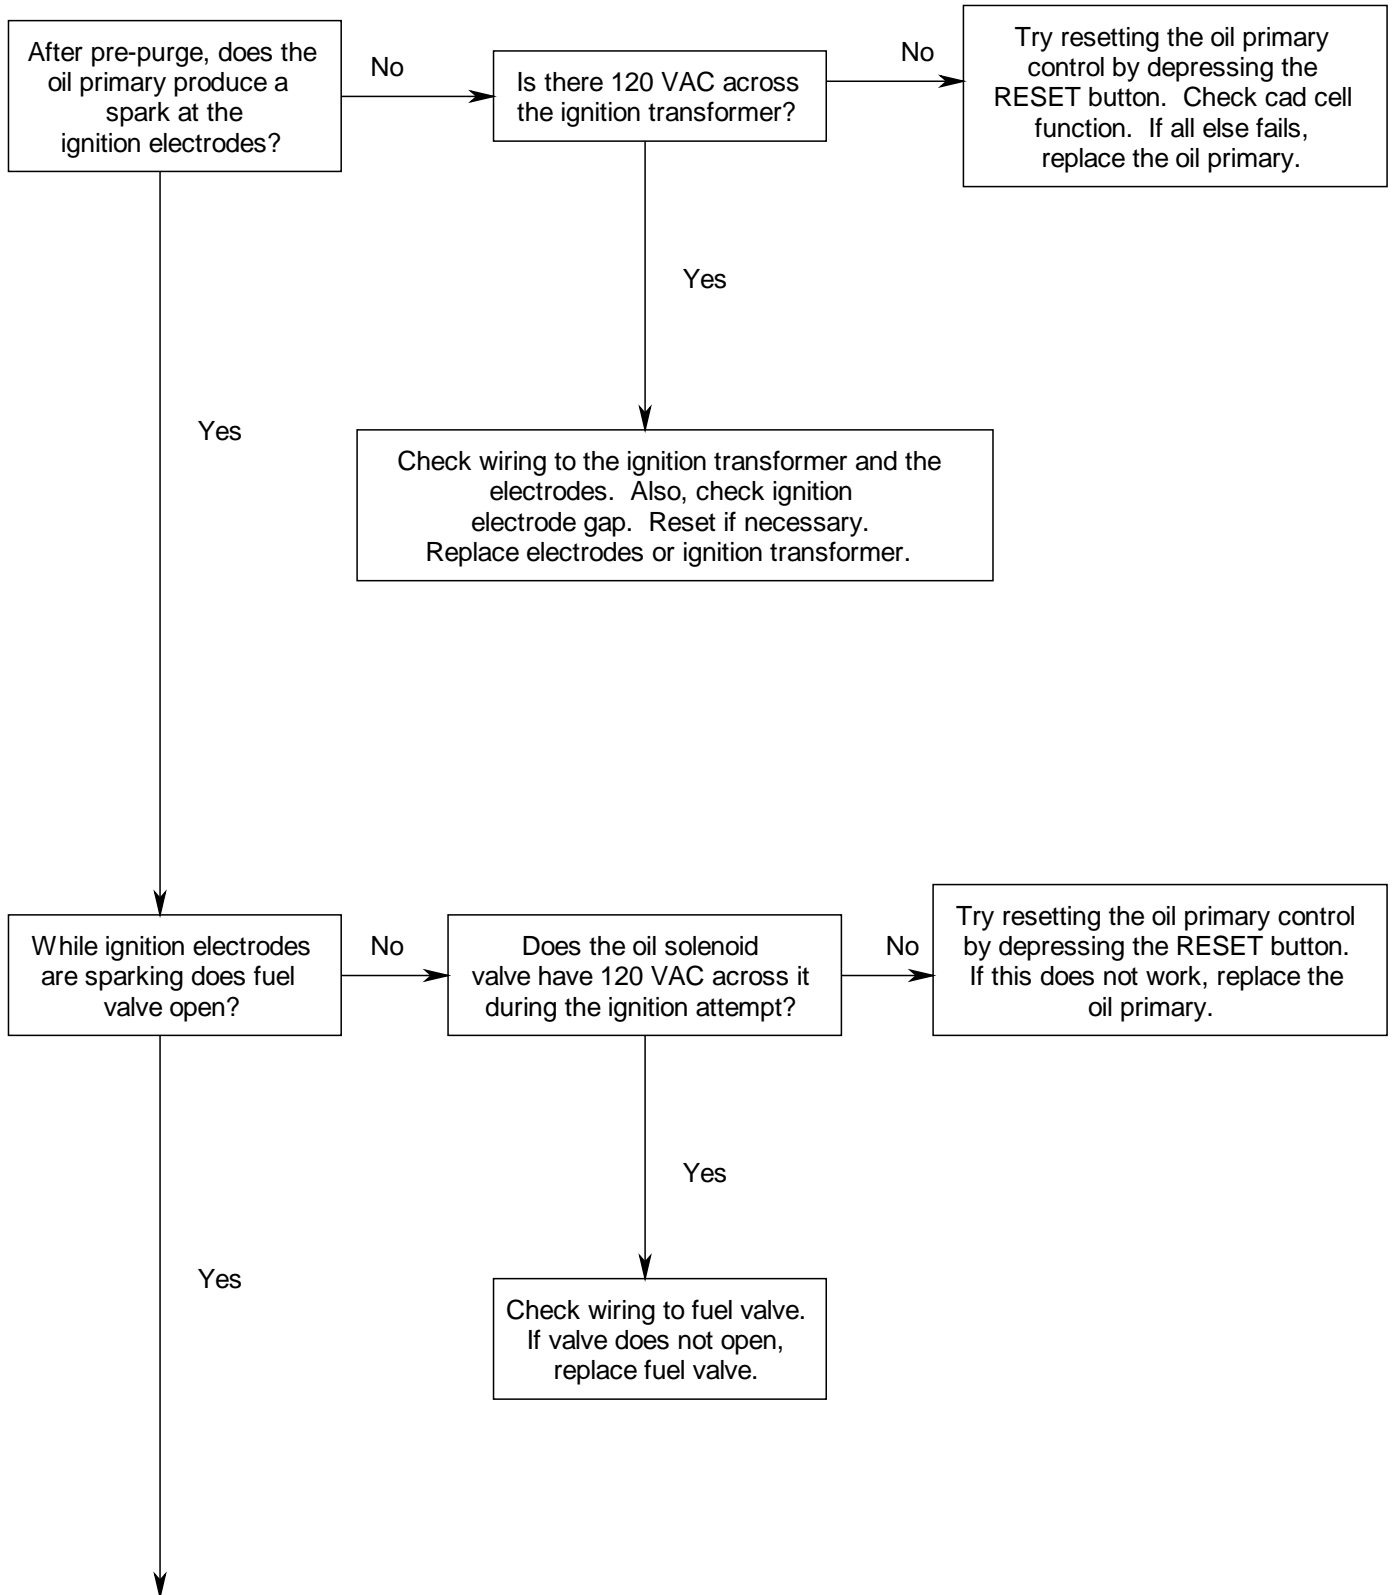 After pre-purge, does the
oil primary produce a
spark at the
ignition electrodes?
No
Is there 120 VAC across
the ignition transformer?
No
Try resetting the oil primary
control by depressing the
RESET button.  Check cad cell
function.  If all else fails,
replace the oil primary.
Yes
Yes
Check wiring to the ignition transformer and the
electrodes.  Also, check ignition
electrode gap.  Reset if necessary.
Replace electrodes or ignition transformer.
While ignition electrodes
are sparking does fuel
valve open?
No
Does the oil solenoid
valve have 120 VAC across it
during the ignition attempt?
No
Try resetting the oil primary control
by depressing the RESET button.
If this does not work, replace the
oil primary.
Yes
Yes
Check wiring to fuel valve.
If valve does not open,
replace fuel valve.